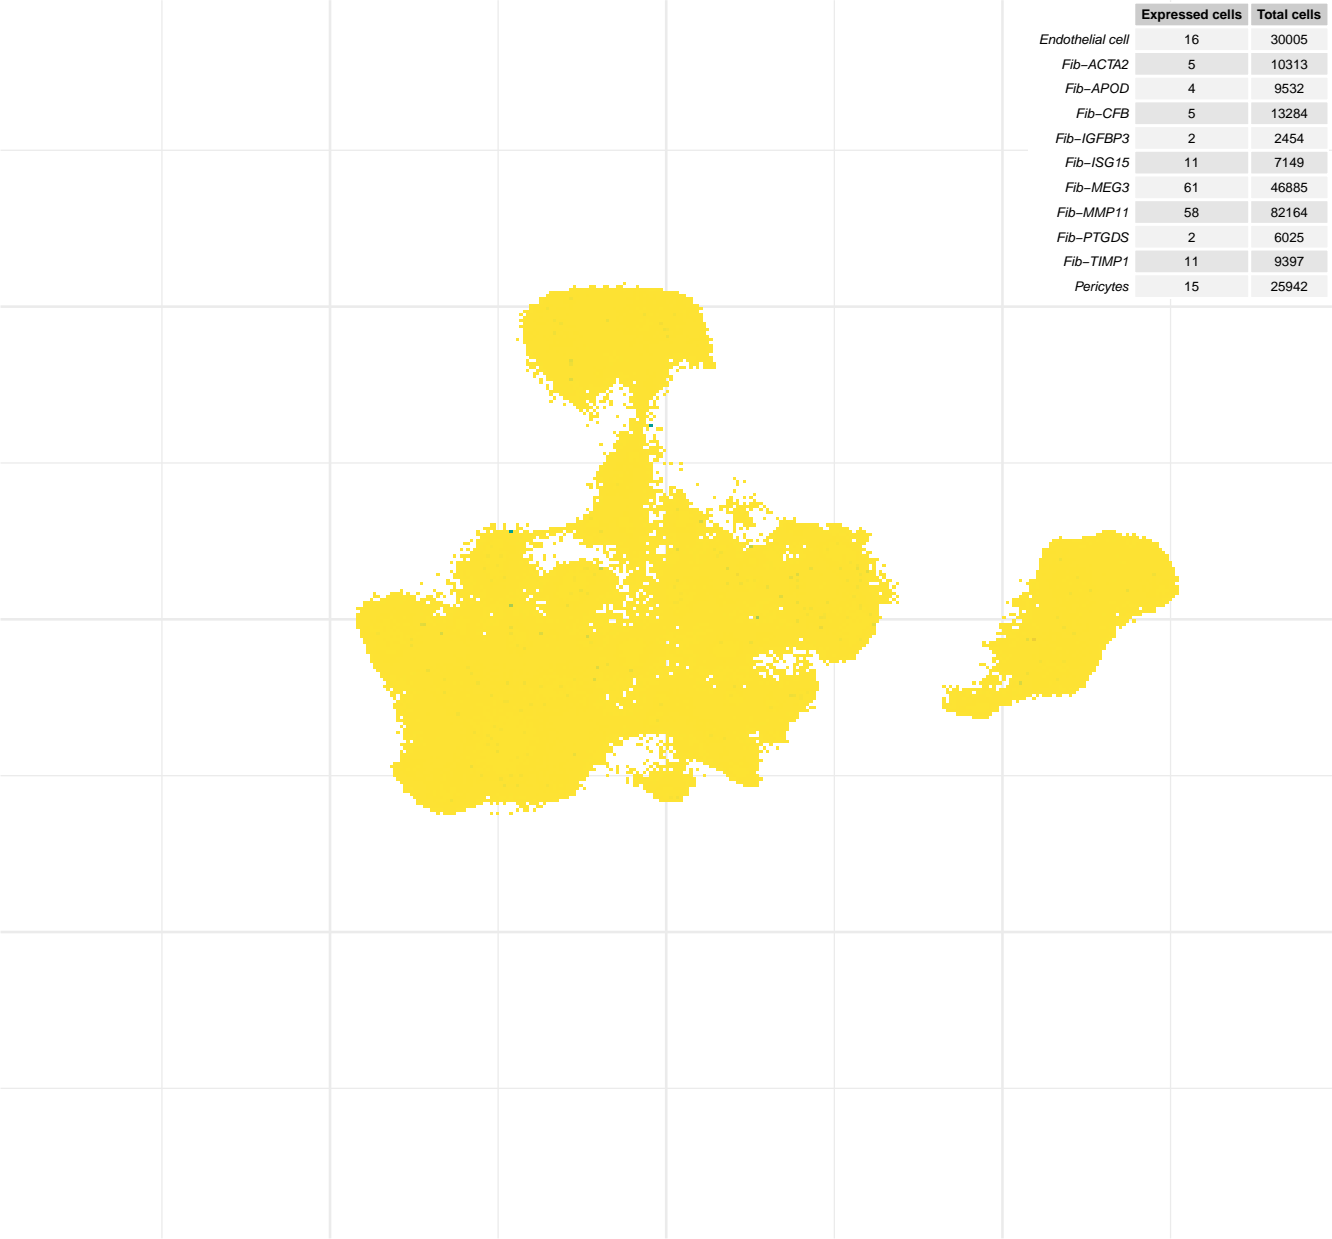 Expressed cells Total cells
Endothelial cell 16 30005
Fib−ACTA2 5 10313
Fib−APOD 4 9532
Fib−CFB 5 13284
Fib−IGFBP3 2 2454
Fib−ISG15 11 7149
Fib−MEG3 61 46885
Fib−MMP11 58 82164
Fib−PTGDS 2 6025
Fib−TIMP1 11 9397
Pericytes 15 25942